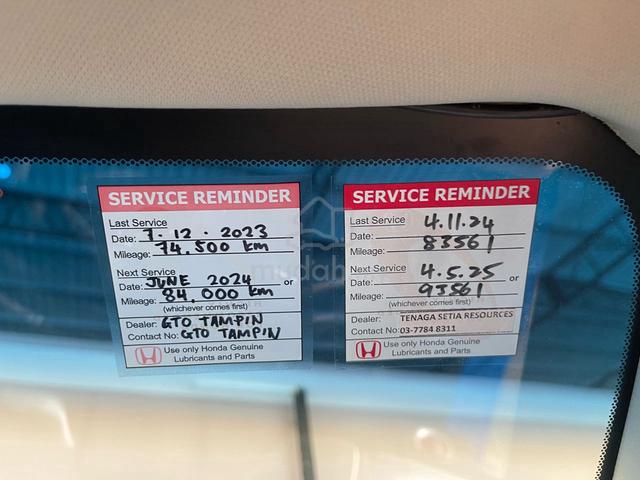 SERVICE REMINDER
Last Service
Date: 7.12.2023
Mileage: 74,500 km
Next Service
Date: JUNE 2024 or
Mileage: 84,000 km
(whichever comes first)
Dealer: GTO TAMPIN
Contact No: GTO TAMPIN
Use only Honda Genuine
Lubricants and Parts
SERVICE REMINDER
Last Service
Date: 4.11.24
Mileage: 83561
Next Service
Date: 4.5.25 or
Mileage: 93561
(whichever comes first)
Dealer: TENAGA SETIA RESOURCES
Contact No: 03-7784 8311
Use only Honda Genuine
Lubricants and Parts